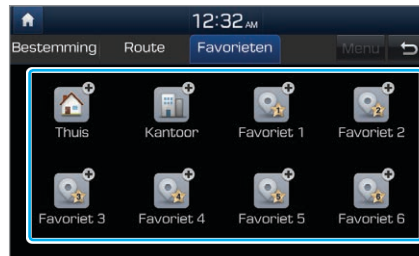 12:32 AM
Bestemming Route Favorieten Menu
Thuis Kantoor Favoriet 1 Favoriet 2
Favoriet 3 Favoriet 4 Favoriet 5 Favoriet 6